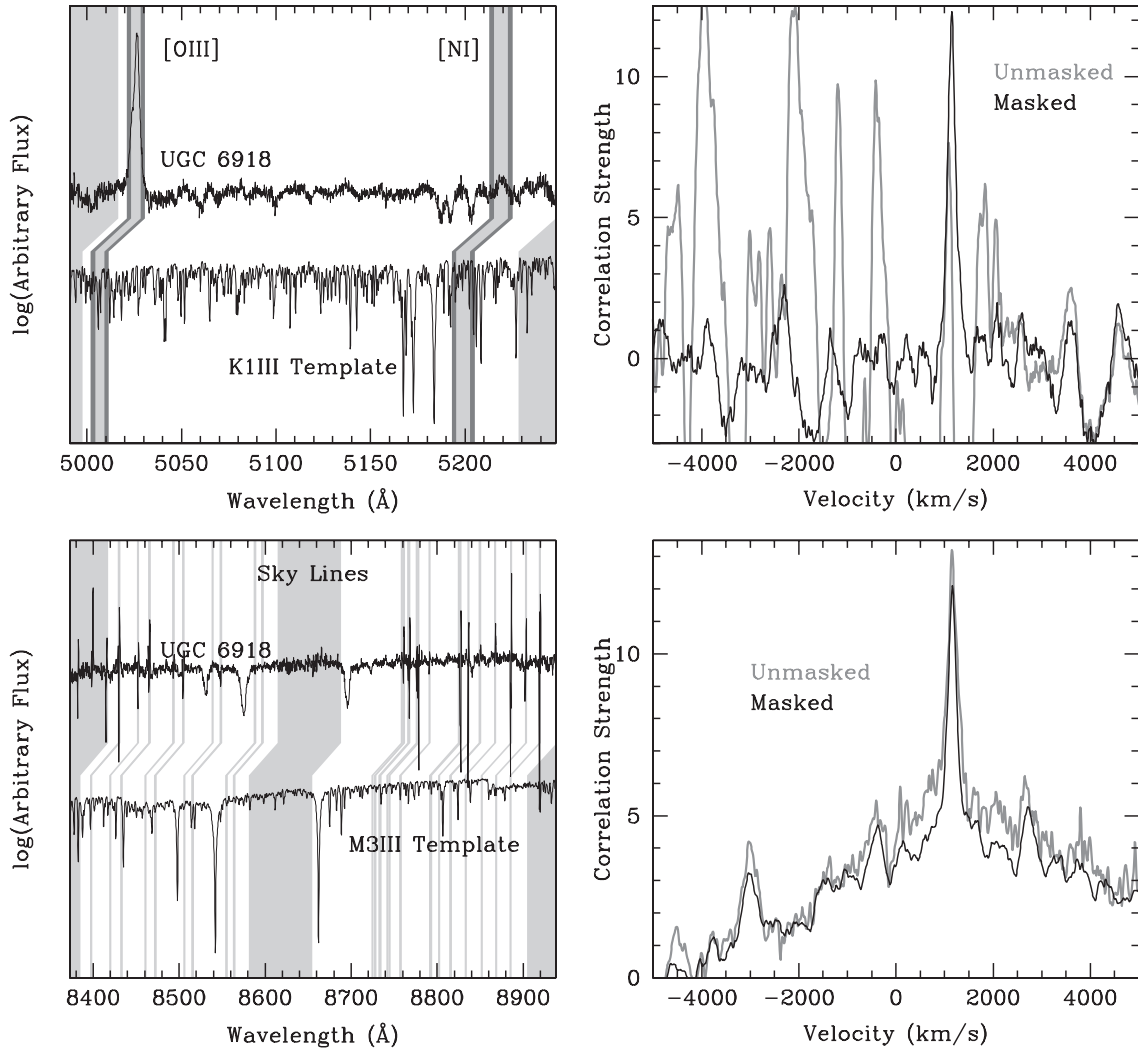 [OIII]
[NI]
UGC 6918
K1III Template
log(Arbitrary Flux)
5000 5050 5100 5150 5200
Wavelength (Å)
Unmasked
Masked
Correlation Strength
10
5
0
−4000 −2000 0 2000 4000
Velocity (km/s)
Sky Lines
UGC 6918
M3III Template
log(Arbitrary Flux)
8400 8500 8600 8700 8800 8900
Wavelength (Å)
Unmasked
Masked
Correlation Strength
10
5
0
−4000 −2000 0 2000 4000
Velocity (km/s)